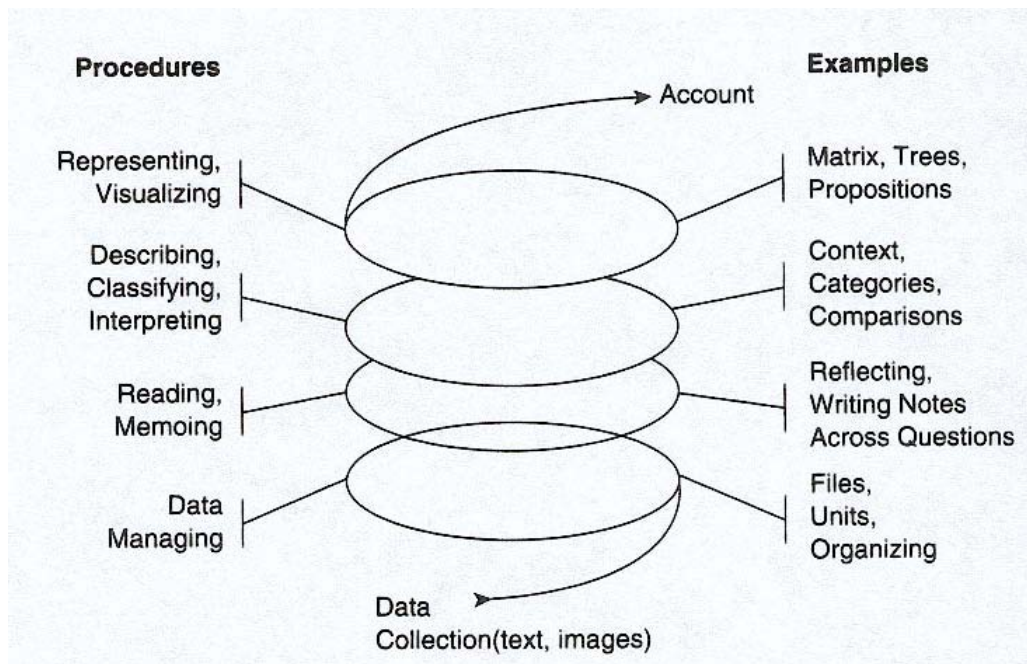 Procedures
Examples
Account
Representing,
Visualizing
Matrix, Trees,
Propositions
Describing,
Classifying,
Interpreting
Context,
Categories,
Comparisons
Reading,
Memoing
Reflecting,
Writing Notes
Across Questions
Data
Managing
Files,
Units,
Organizing
Data
Collection(text, images)